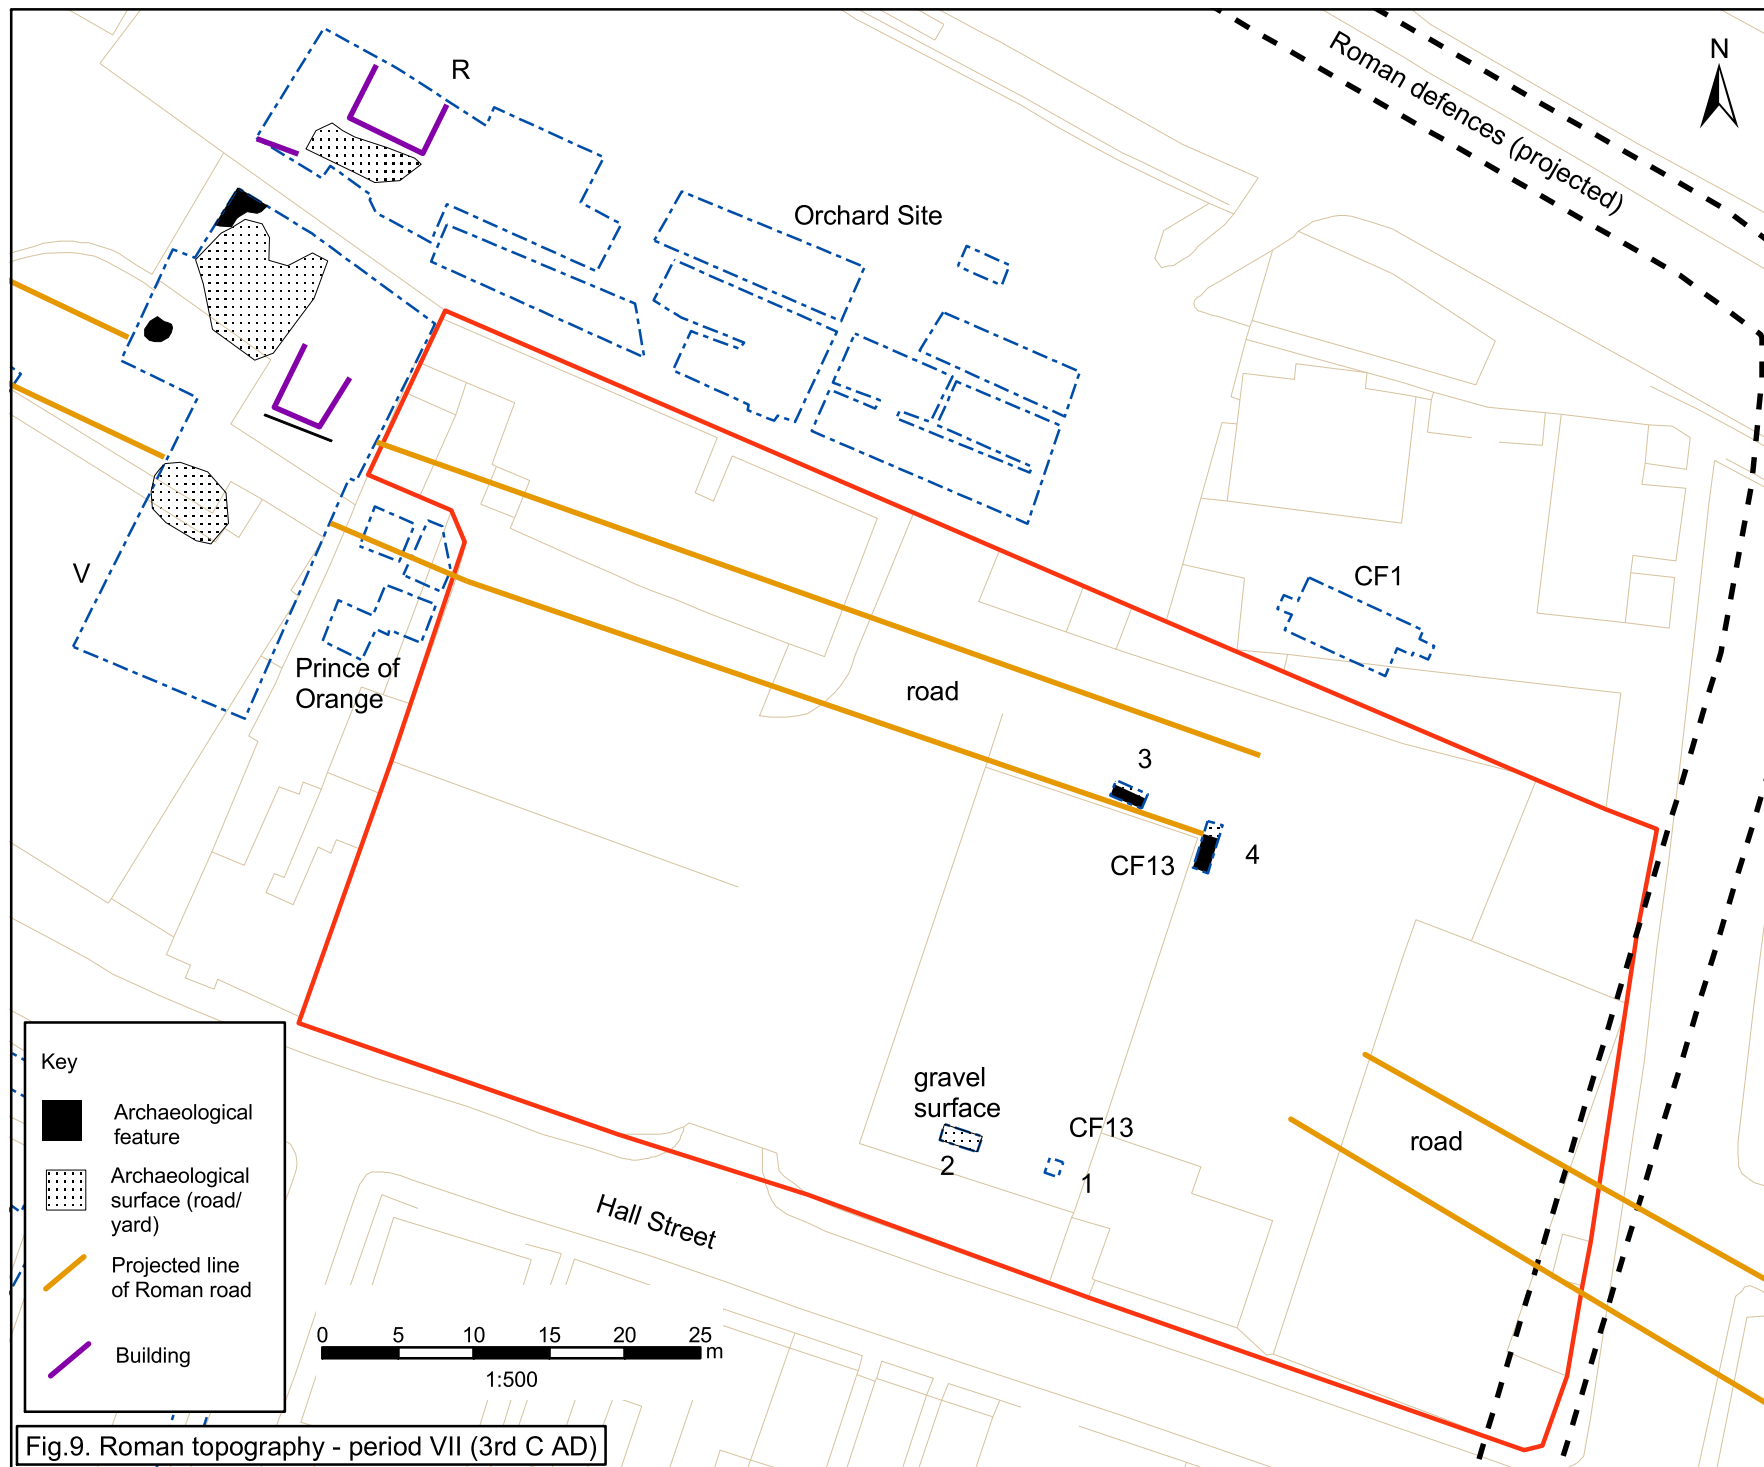 R
N
Roman defences (projected)
Orchard Site
CF1
V
Prince of
Orange
road
3
CF13
4
gravel
surface
CF13
2
1
road
Hall Street
Key
Archaeological
feature
Archaeological
surface (road/
yard)
Projected line
of Roman road
Building
0 5 10 15 20 25
m
1:500
Fig.9. Roman topography - period VII (3rd C AD)